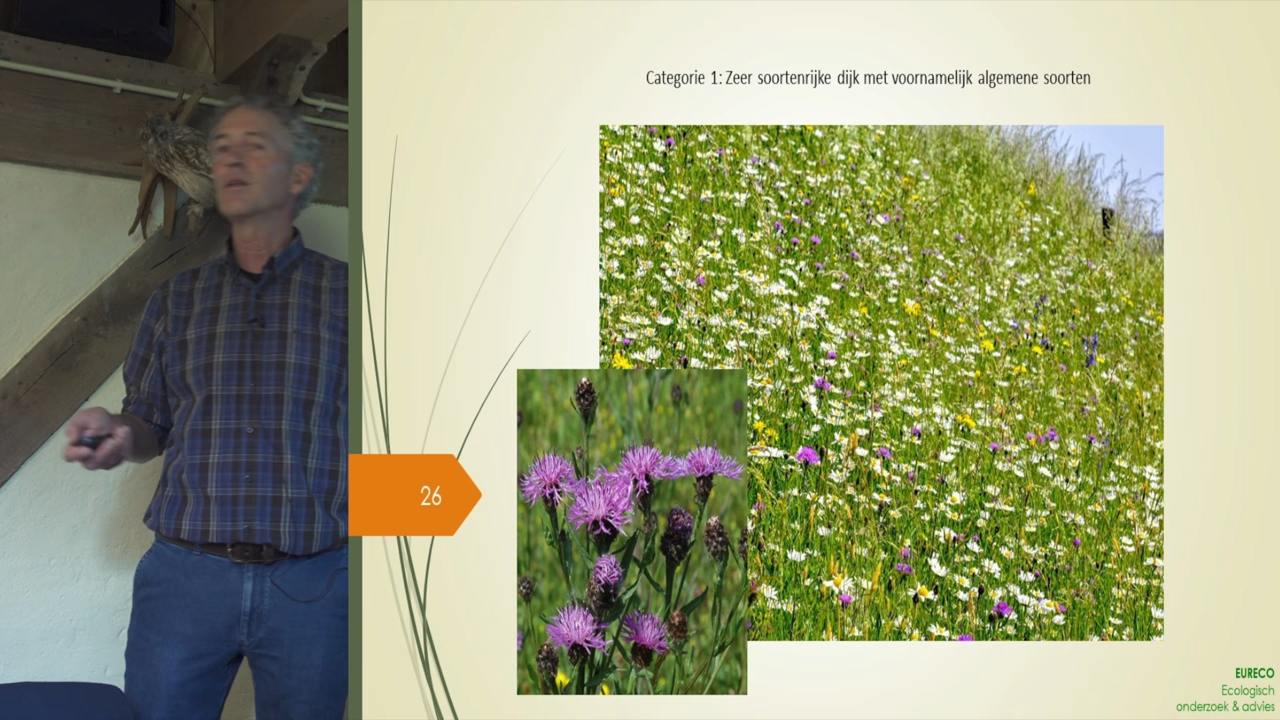 Categorie 1: Zeer soortenrijke dijk met voornamelijk algemene soorten
26
EURECO
Ecologisch
onderzoek & advies